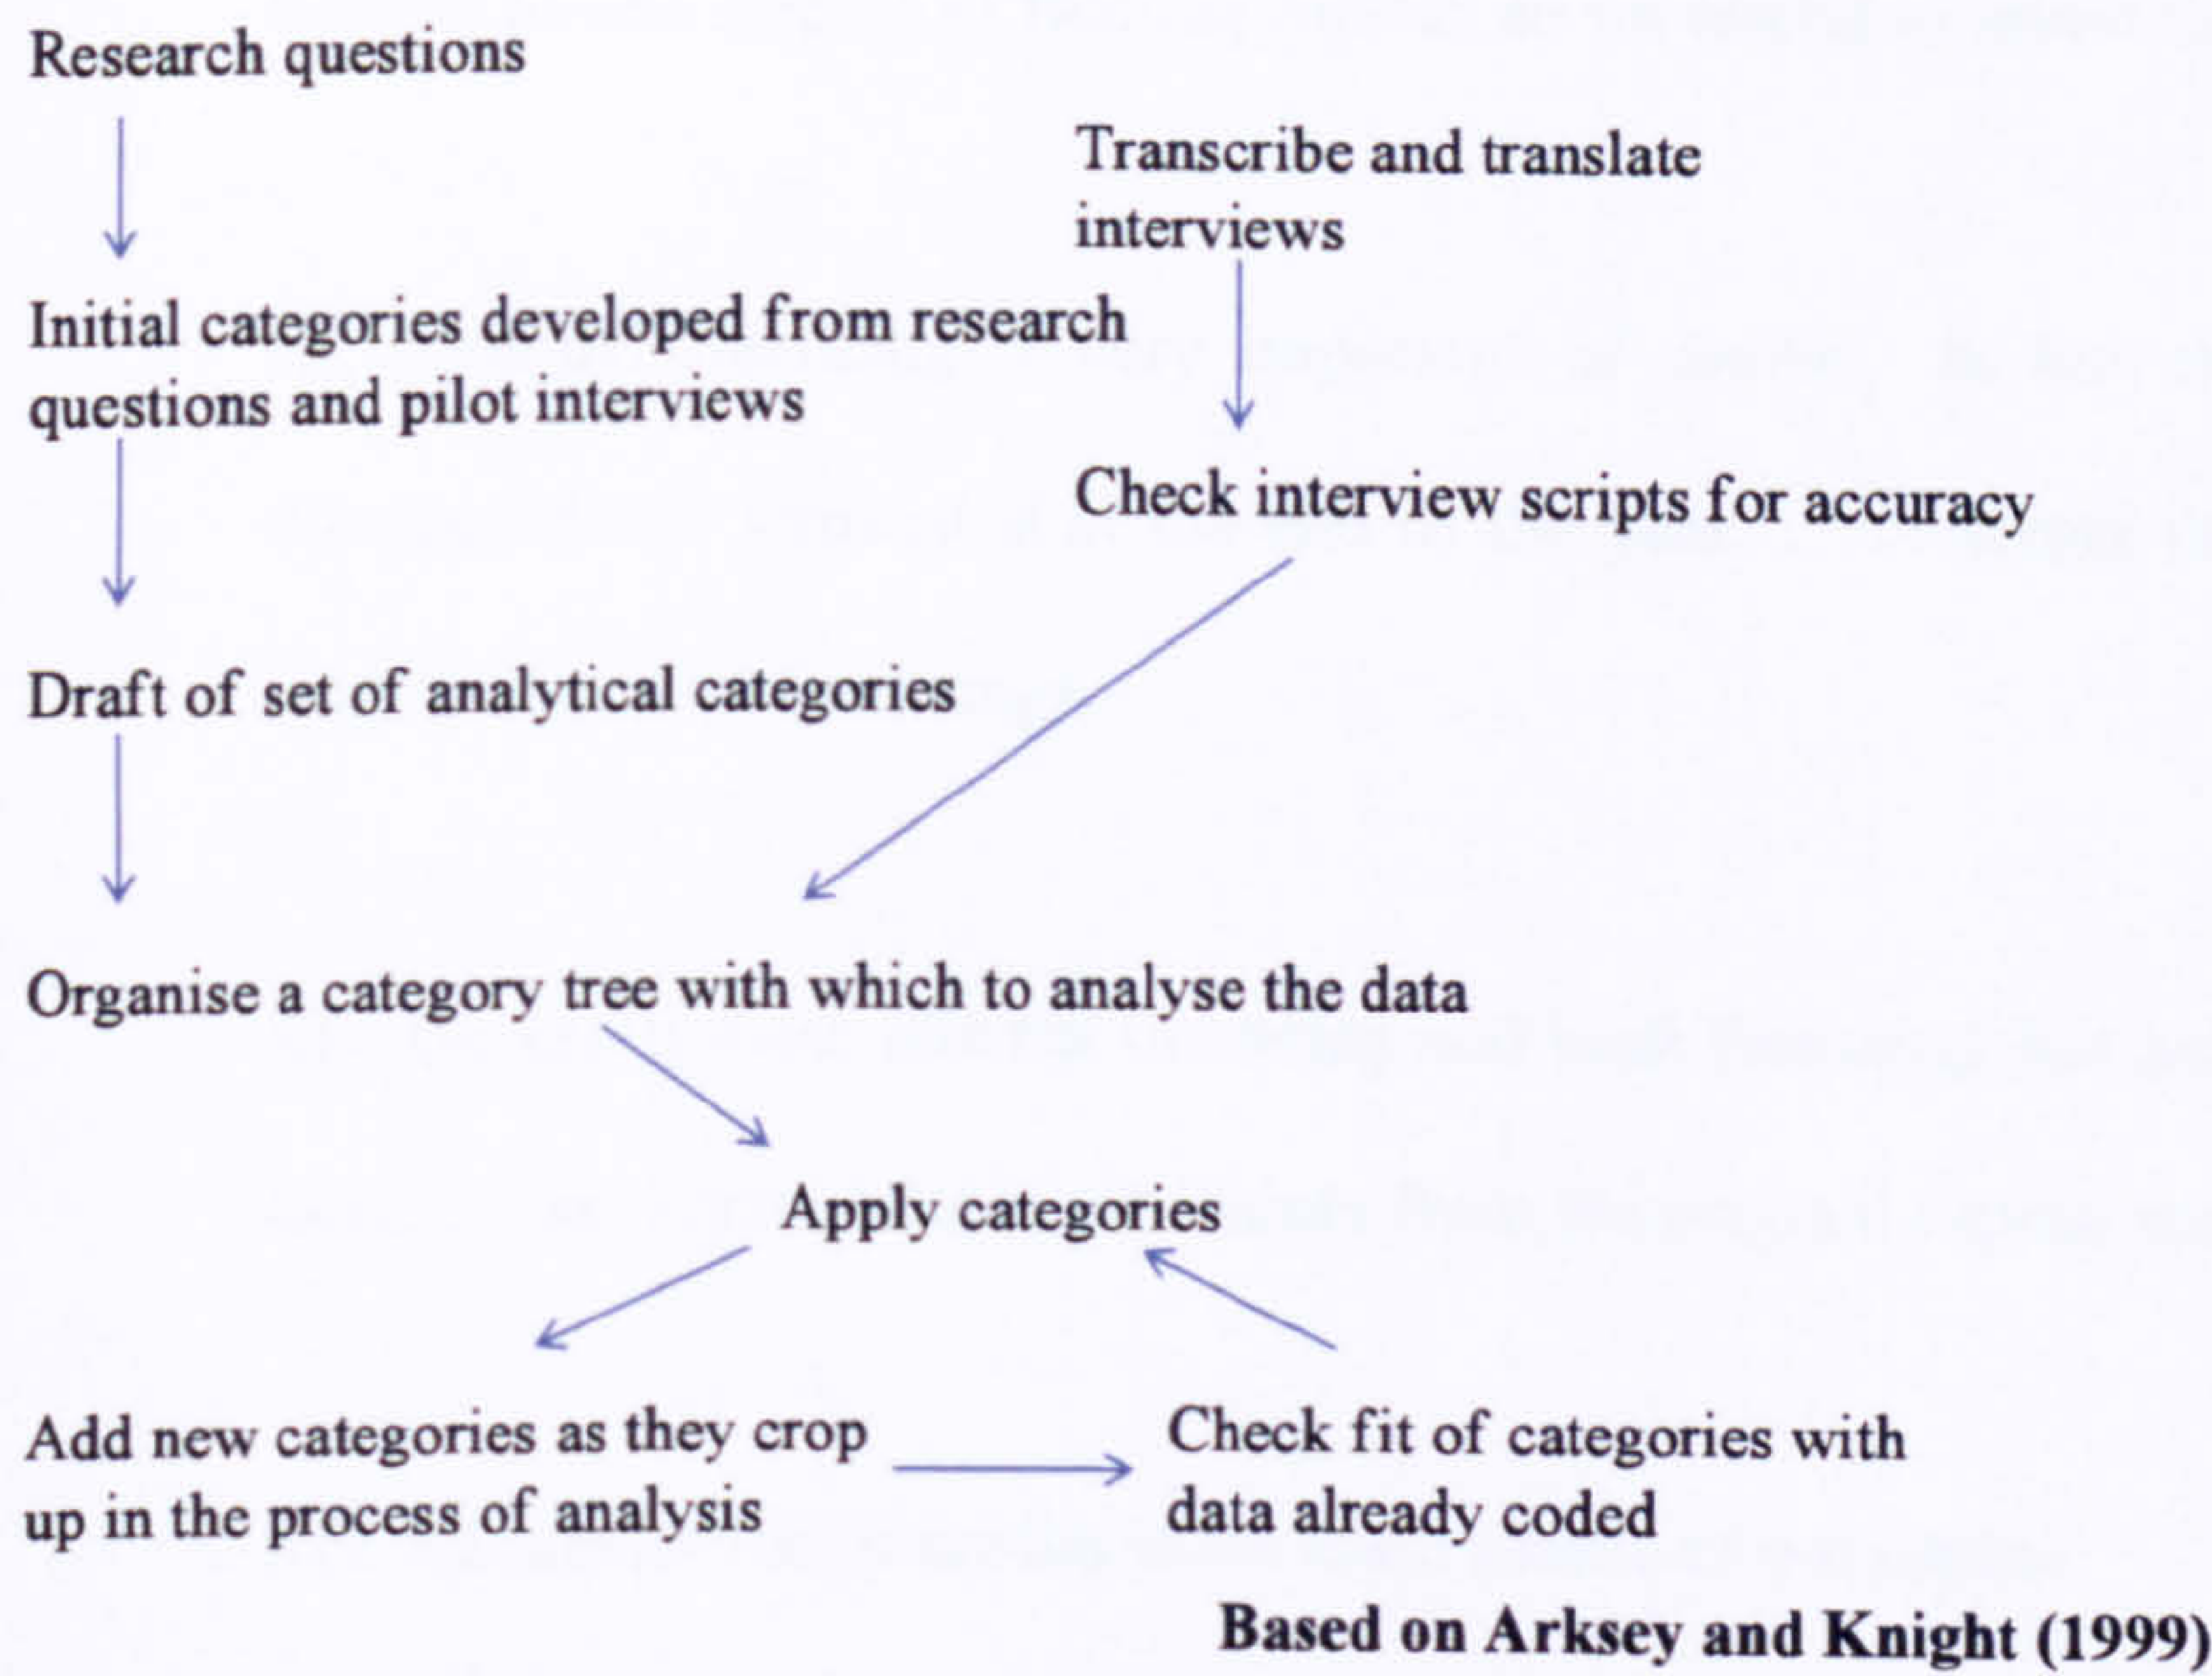 Research questions
Transcribe and translate
interviews
Initial categories developed from research
questions and pilot interviews
Check interview scripts for accuracy
Draft of set of analytical categories
Organise a category tree with which to analyse the data
Apply categories
Add new categories as they crop
up in the process of analysis
Check fit of categories with
data already coded
Based on Arksey and Knight (1999)